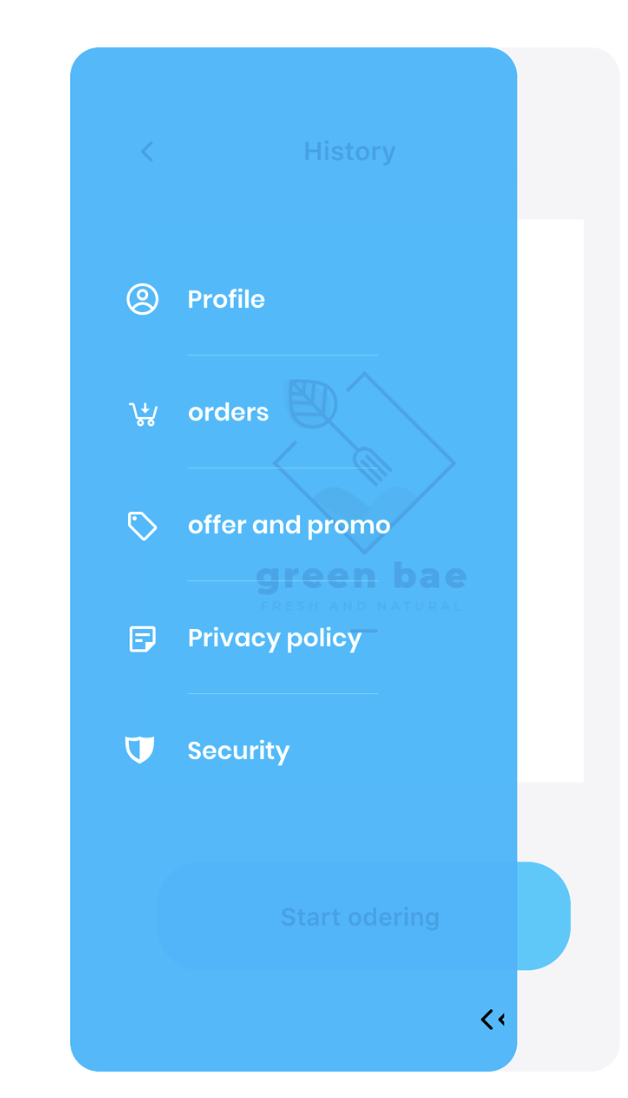 History
Profile
orders
offer and promo
green bae
FRESH AND NATURAL
Privacy policy
Security
Start odering